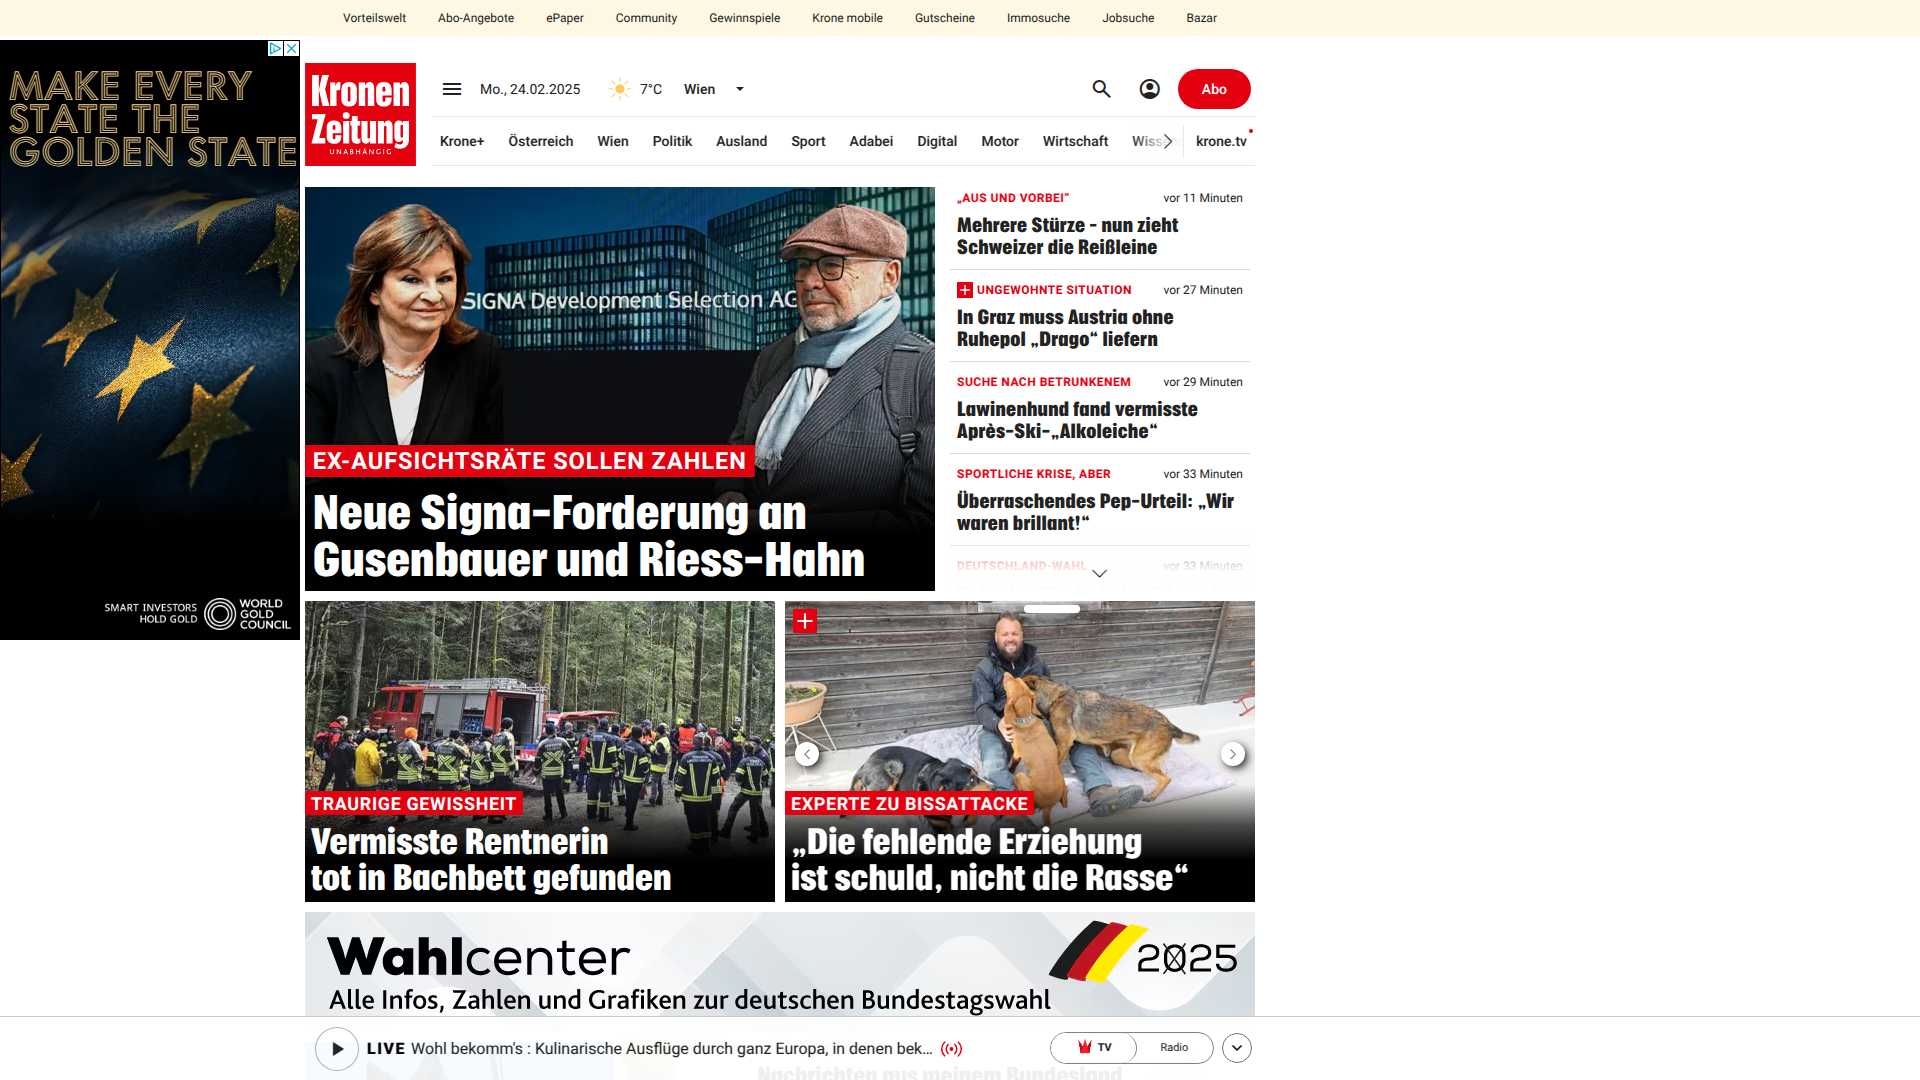 Vorteilswelt Abo-Angebote ePaper Community Gewinnspiele Krone mobile Gutscheine Immosuche Jobsuche Bazar
MAKE EVERY
STATE THE
GOLDEN STATE
SMART INVESTORS
HOLD GOLD
WORLD
GOLD
COUNCIL
Kronen
Zeitung
UNABHÄNGIG
Mo., 24.02.2025 7°C Wien
Abo
Krone+ Österreich Wien Politik Ausland Sport Adabei Digital Motor Wirtschaft Wiss krone.tv
SIGNA Development Selection AG
EX-AUFSICHTSRÄTE SOLLEN ZAHLEN
Neue Signa-Forderung an
Gusenbauer und Riess-Hahn
„AUS UND VORBEI“ vor 11 Minuten
Mehrere Stürze - nun zieht
Schweizer die Reißleine
UNGEWOHNTE SITUATION vor 27 Minuten
In Graz muss Austria ohne
Ruhepol „Drago“ liefern
SUCHE NACH BETRUNKENEM vor 29 Minuten
Lawinenhund fand vermisste
Après-Ski-„Alkoleiche“
SPORTLICHE KRISE, ABER vor 33 Minuten
Überraschendes Pep-Urteil: „Wir
waren brillant!“
DEUTSCHLAND-WAHL vor 33 Minuten
TRAURIGE GEWISSHEIT
Vermisste Rentnerin
tot in Bachbett gefunden
EXPERTE ZU BISSATTACKE
„Die fehlende Erziehung
ist schuld, nicht die Rasse“
Wahlcenter
2025
Alle Infos, Zahlen und Grafiken zur deutschen Bundestagswahl
LIVE Wohl bekomm's : Kulinarische Ausflüge durch ganz Europa, in denen bek...
TV Radio
Nachrichten aus meinem Bundesland